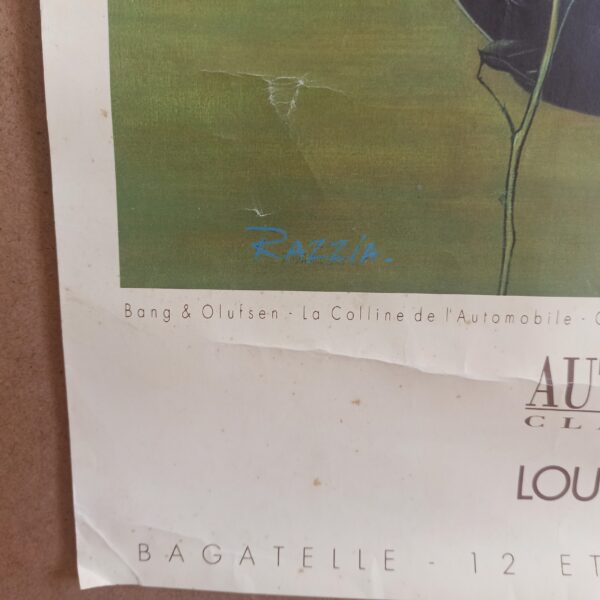 RAZZIA.
Bang & Olufsen - La Colline de l'Automobile -
AU
CL
LOU
BAGATELLE - 12 ET